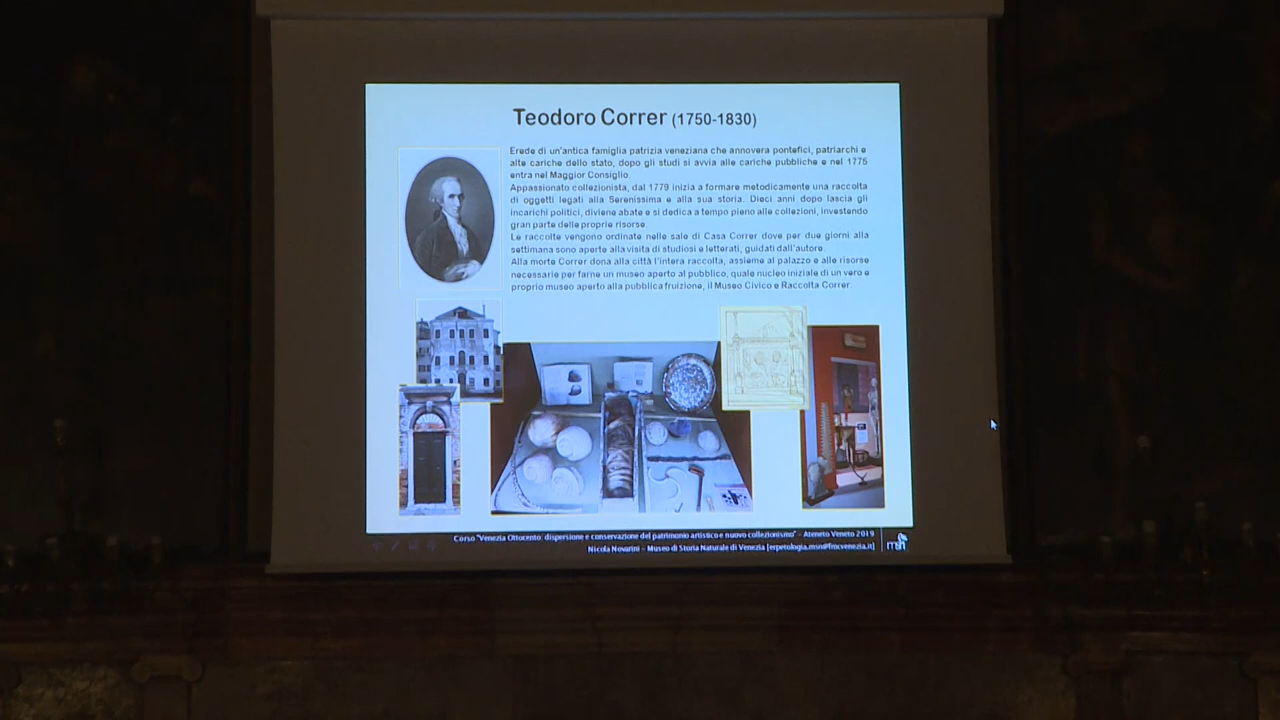 Teodoro Correr (1750-1830)
Erede di un'antica famiglia patrizia veneziana che annovera pontefici, patriarchi e
alte cariche dello stato, dopo gli studi si avvia alle cariche pubbliche e nel 1775
entra nel Maggior Consiglio.
Appassionato collezionista, dal 1779 inizia a formare metodicamente una raccolta
di oggetti legati alla Serenissima e alla sua storia. Dieci anni dopo lascia gli
incarichi politici, diviene abate e si dedica a tempo pieno alle collezioni, investendo
gran parte delle proprie risorse.
Le raccolte vengono ordinate nelle sale di Casa Correr dove per due giorni alla
settimana sono aperte alla visita di studiosi e letterati, guidati dall'autore.
Alla morte Correr dona alla città l'intera raccolta, assieme al palazzo e alle risorse
necessarie per farne un museo aperto al pubblico, quale nucleo iniziale di un vero e
proprio museo aperto alla pubblica fruizione, il Museo Civico e Raccolta Correr.
Corso "Venezia Ottocento: dispersione e conservazione del patrimonio artistico e nuovo collezionismo" – Ateneto Veneto 2019
Nicola Novarini – Museo di Storia Naturale di Venezia [erpetologia.msn@fmcvenezia.it]
msn